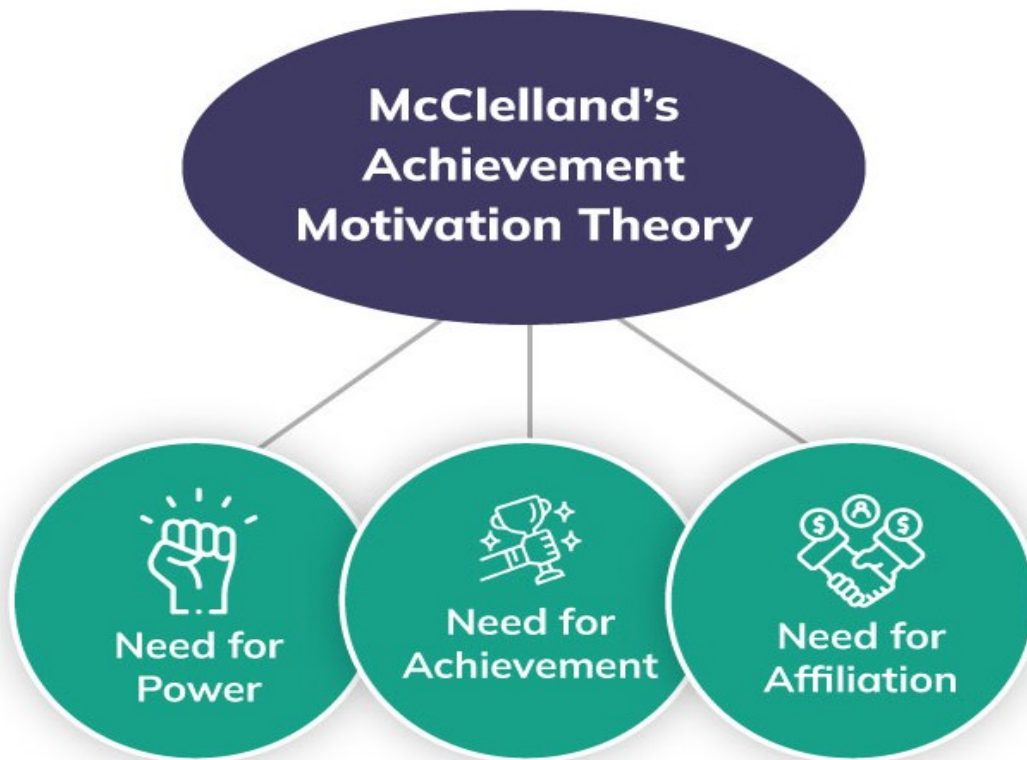 McClelland's
Achievement
Motivation Theory
Need for
Power
Need for
Achievement
Need for
Affiliation
$
$